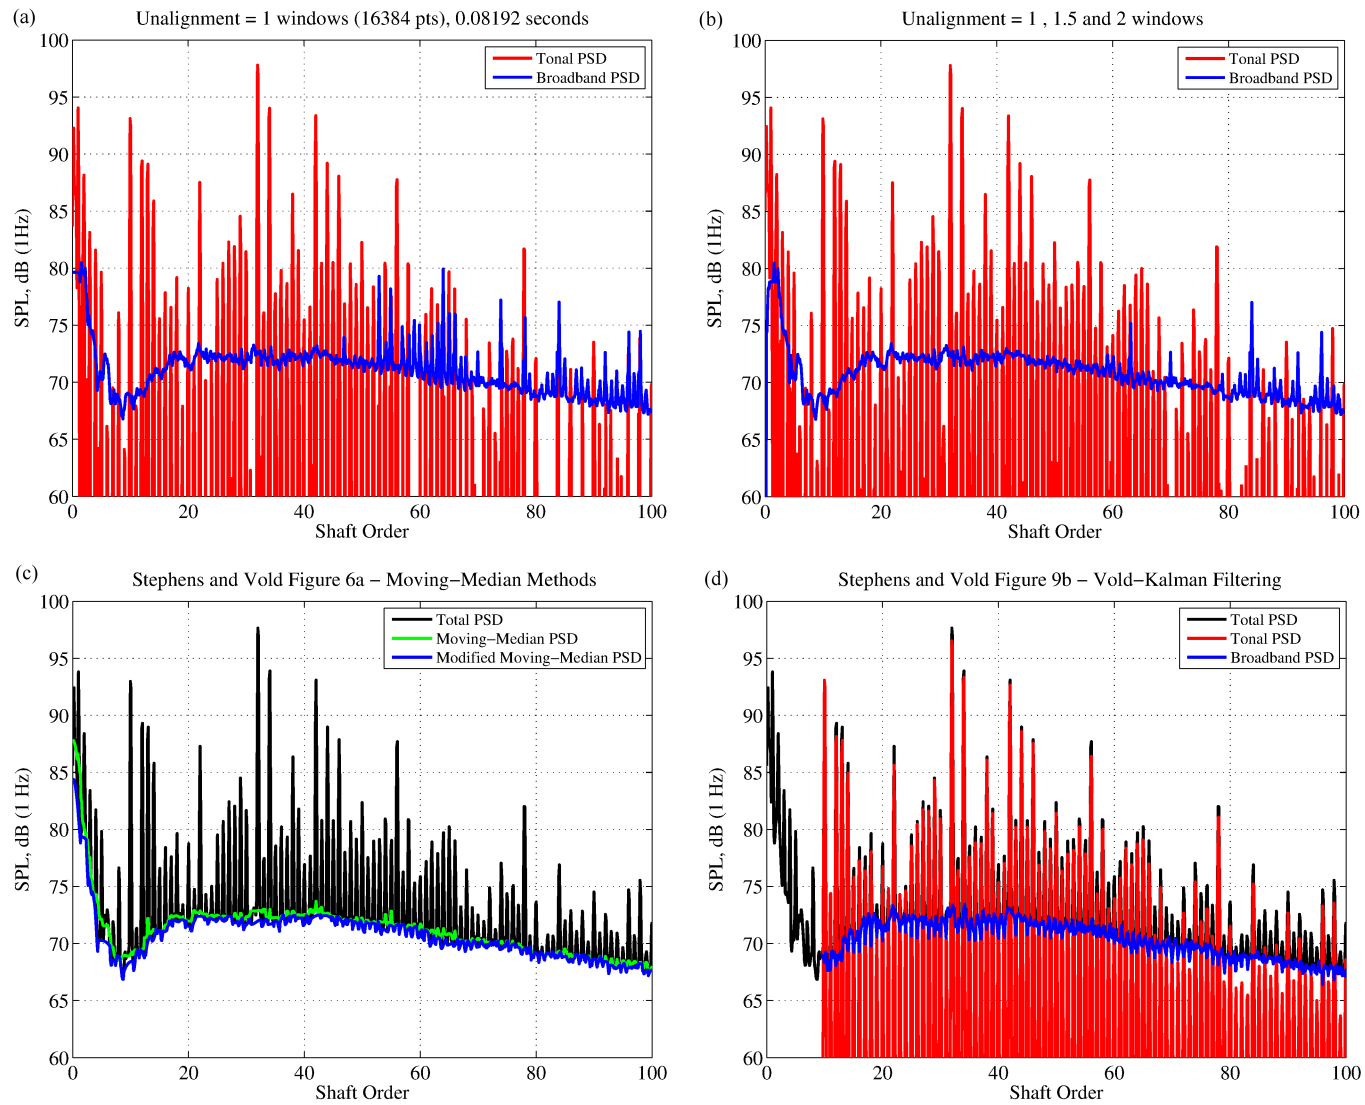 (a)
Unalignment = 1 windows (16384 pts), 0.08192 seconds
Tonal PSD
Broadband PSD
SPL, dB (1Hz)
100
95
90
85
80
75
70
65
60
0 20 40 60 80 100
Shaft Order
(b)
Unalignment = 1 , 1.5 and 2 windows
Tonal PSD
Broadband PSD
SPL, dB (1Hz)
100
95
90
85
80
75
70
65
60
0 20 40 60 80 100
Shaft Order
(c)
Stephens and Vold Figure 6a − Moving−Median Methods
Total PSD
Moving−Median PSD
Modified Moving−Median PSD
SPL, dB (1 Hz)
100
95
90
85
80
75
70
65
60
0 20 40 60 80 100
Shaft Order
(d)
Stephens and Vold Figure 9b − Vold−Kalman Filtering
Total PSD
Tonal PSD
Broadband PSD
SPL, dB (1 Hz)
100
95
90
85
80
75
70
65
60
0 20 40 60 80 100
Shaft Order